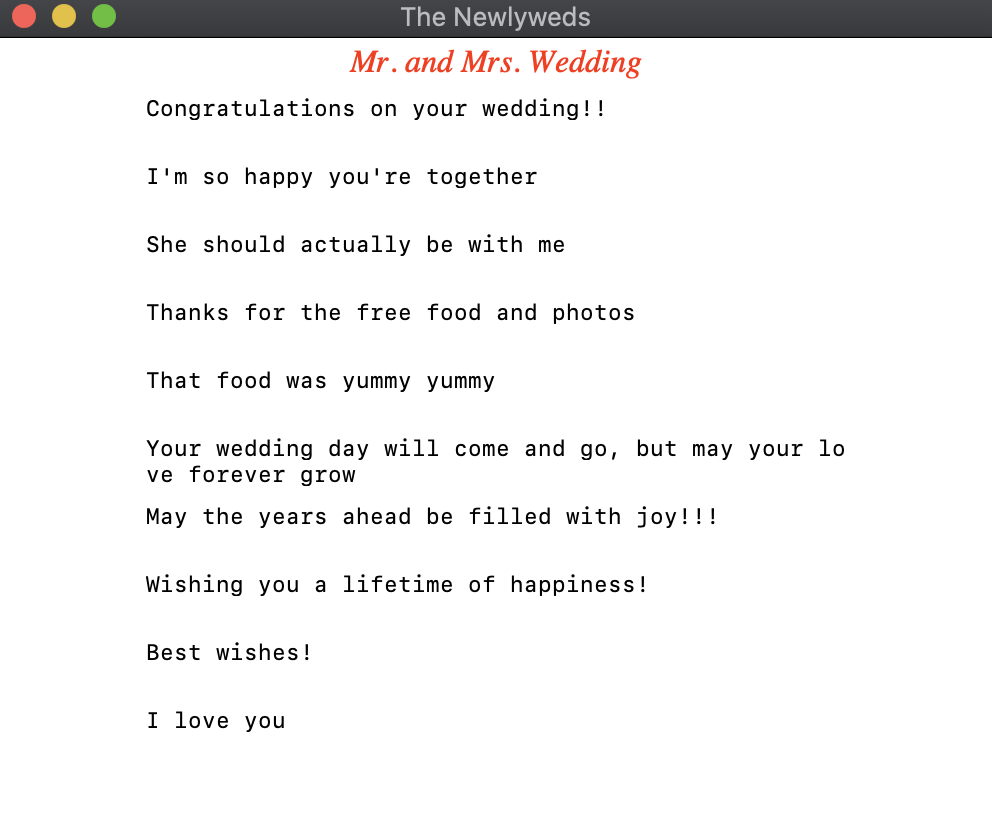 The Newlyweds
Mr. and Mrs. Wedding
Congratulations on your wedding!!
I'm so happy you're together
She should actually be with me
Thanks for the free food and photos
That food was yummy yummy
Your wedding day will come and go, but may your lo
ve forever grow
May the years ahead be filled with joy!!!
Wishing you a lifetime of happiness!
Best wishes!
I love you